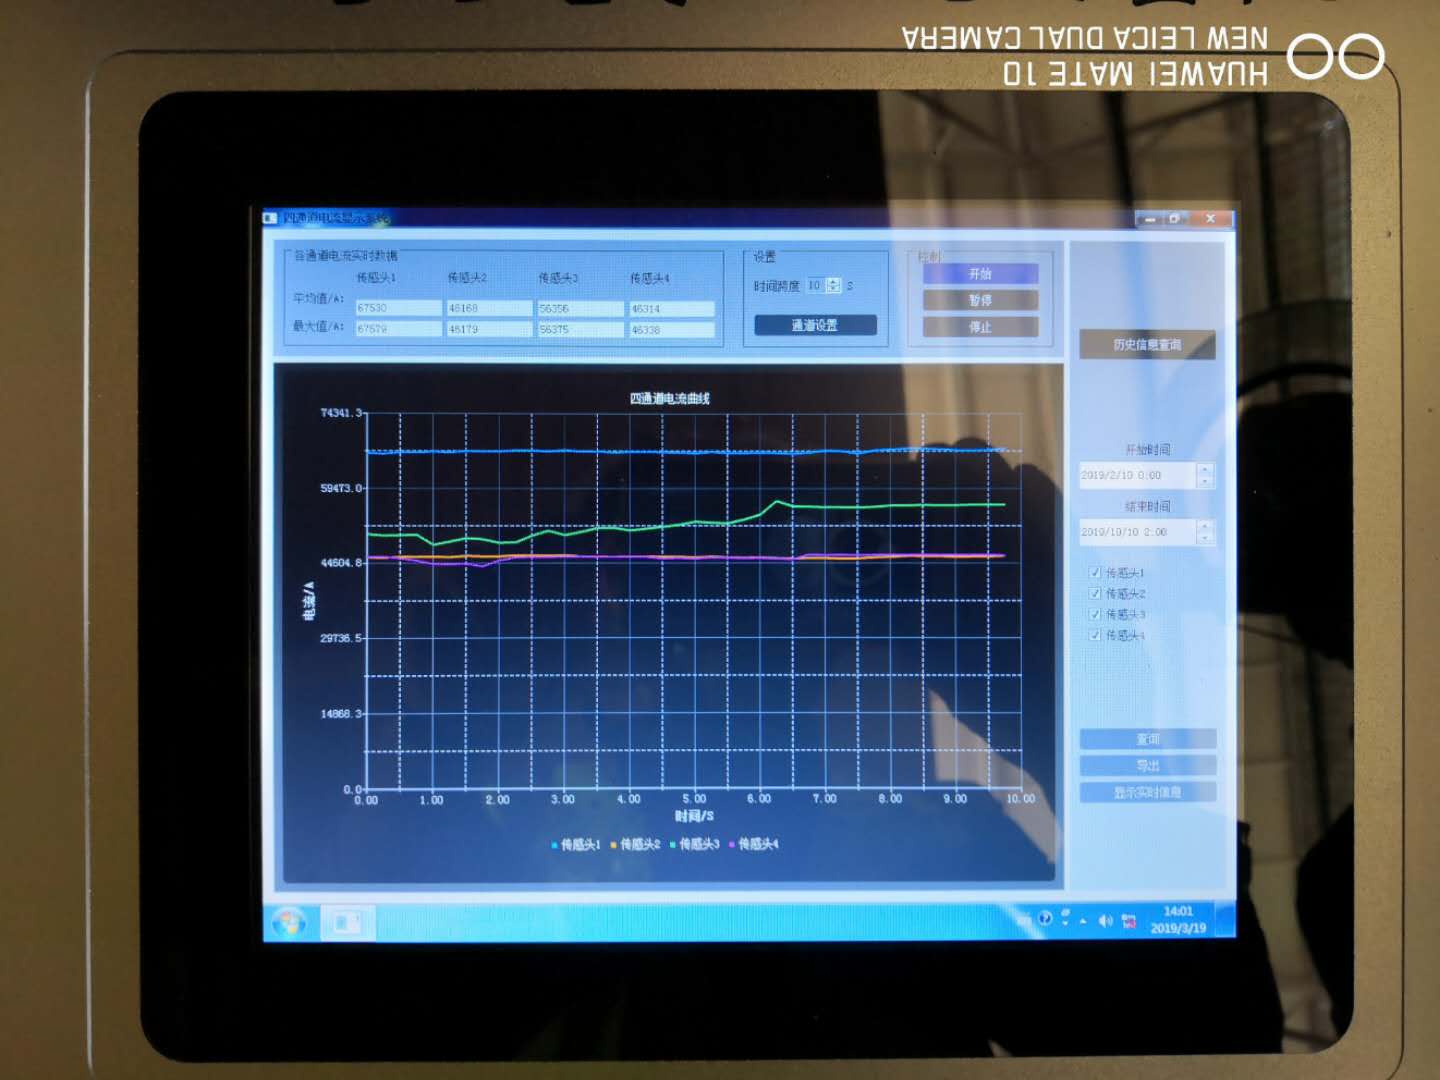 HUAWEI MATE 10
NEW LEICA DUAL CAMERA
四通道电流显示系统
各通道电流实时数据
传感头1 传感头2 传感头3 传感头4
平均值/A: 67530 46168 56356 46314
最大值/A: 67579 46179 56375 46338
设置
时间跨度 10 S
通道设置
控制
开始
暂停
停止
历史信息查询
开始时间
2019/2/10 0:00
结束时间
2019/10/10 2:00
传感头1
传感头2
传感头3
传感头4
查询
导出
显示实时信息
四通道电流曲线
74341.3
59473.0
44604.8
29736.5
14868.3
0.0
电流/A
0.00 1.00 2.00 3.00 4.00 5.00 6.00 7.00 8.00 9.00 10.00
时间/S
传感头1 传感头2 传感头3 传感头4
14:01
2019/3/19